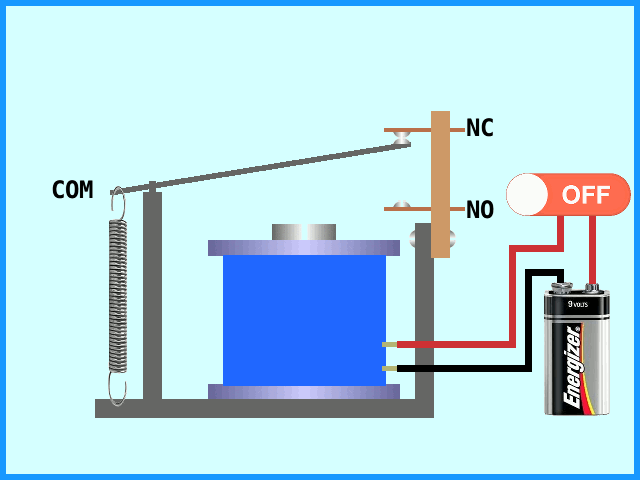 NC
COM
OFF
NO
9 VOLTS
Energizer®